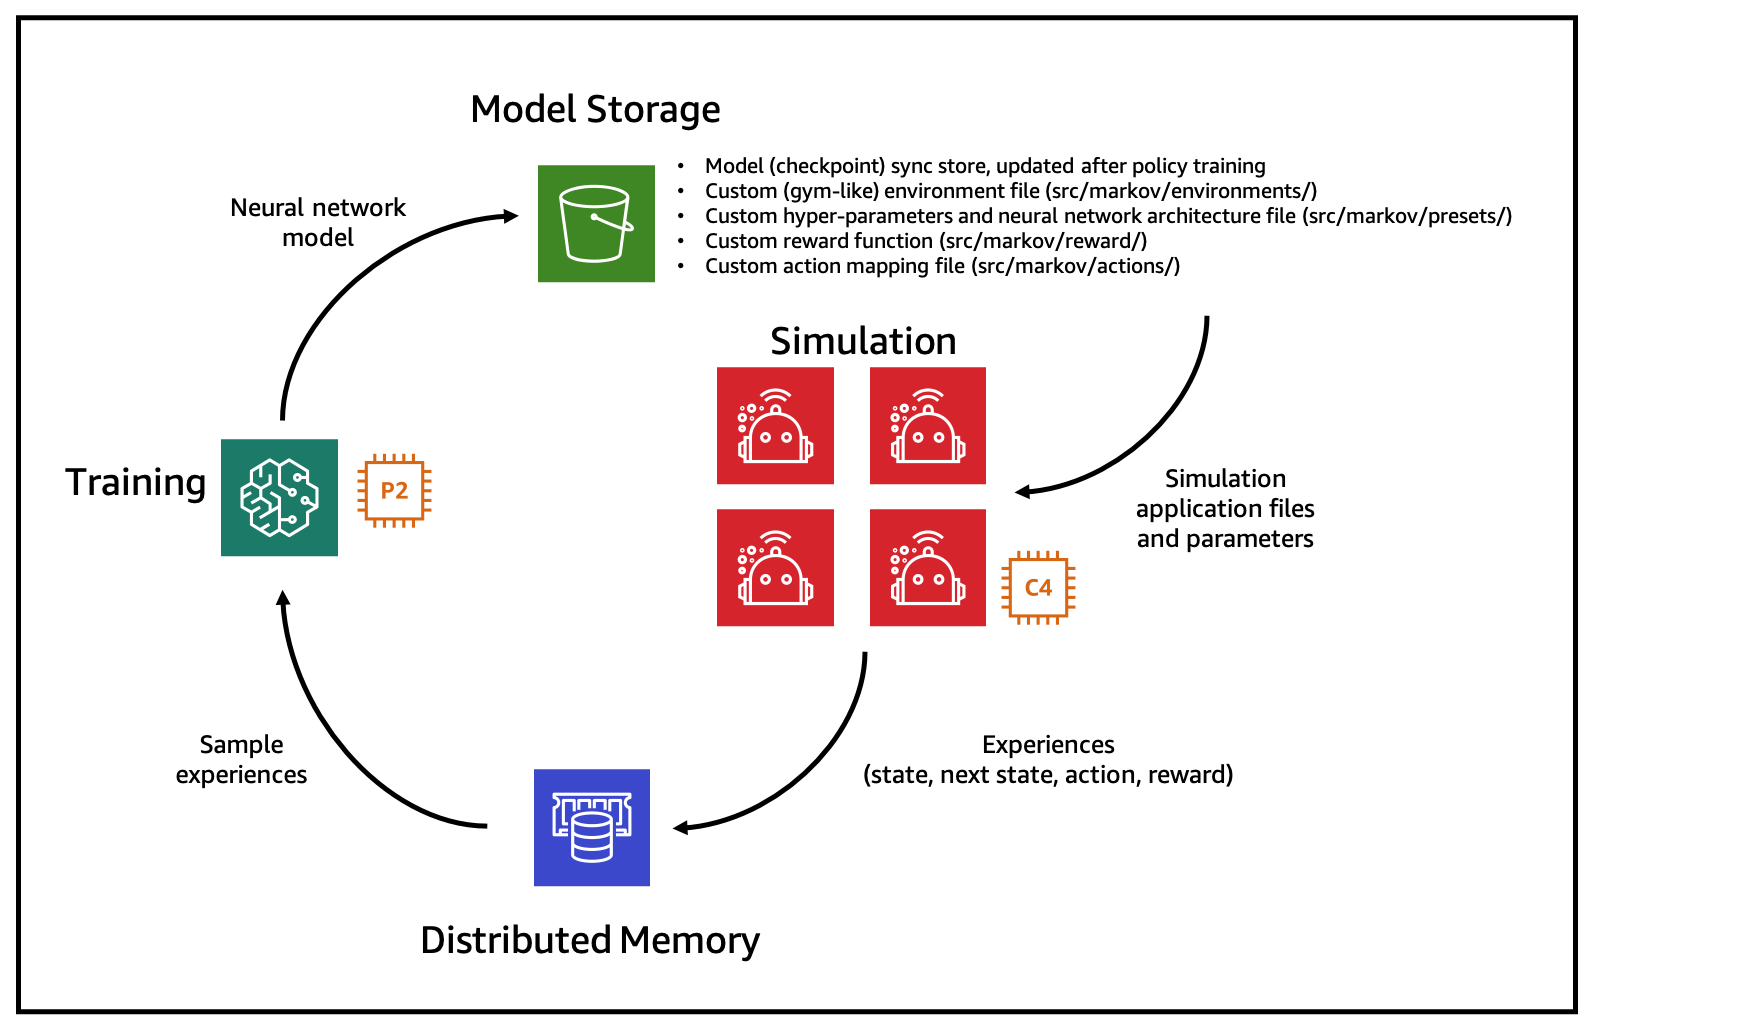 Model Storage
• Model (checkpoint) sync store, updated after policy training
• Custom (gym-like) environment file (src/markov/environments/)
• Custom hyper-parameters and neural network architecture file (src/markov/presets/)
• Custom reward function (src/markov/reward/)
• Custom action mapping file (src/markov/actions/)
Neural network
model
Simulation
Training
P2
Simulation
application files
and parameters
C4
Sample
experiences
Experiences
(state, next state, action, reward)
Distributed Memory